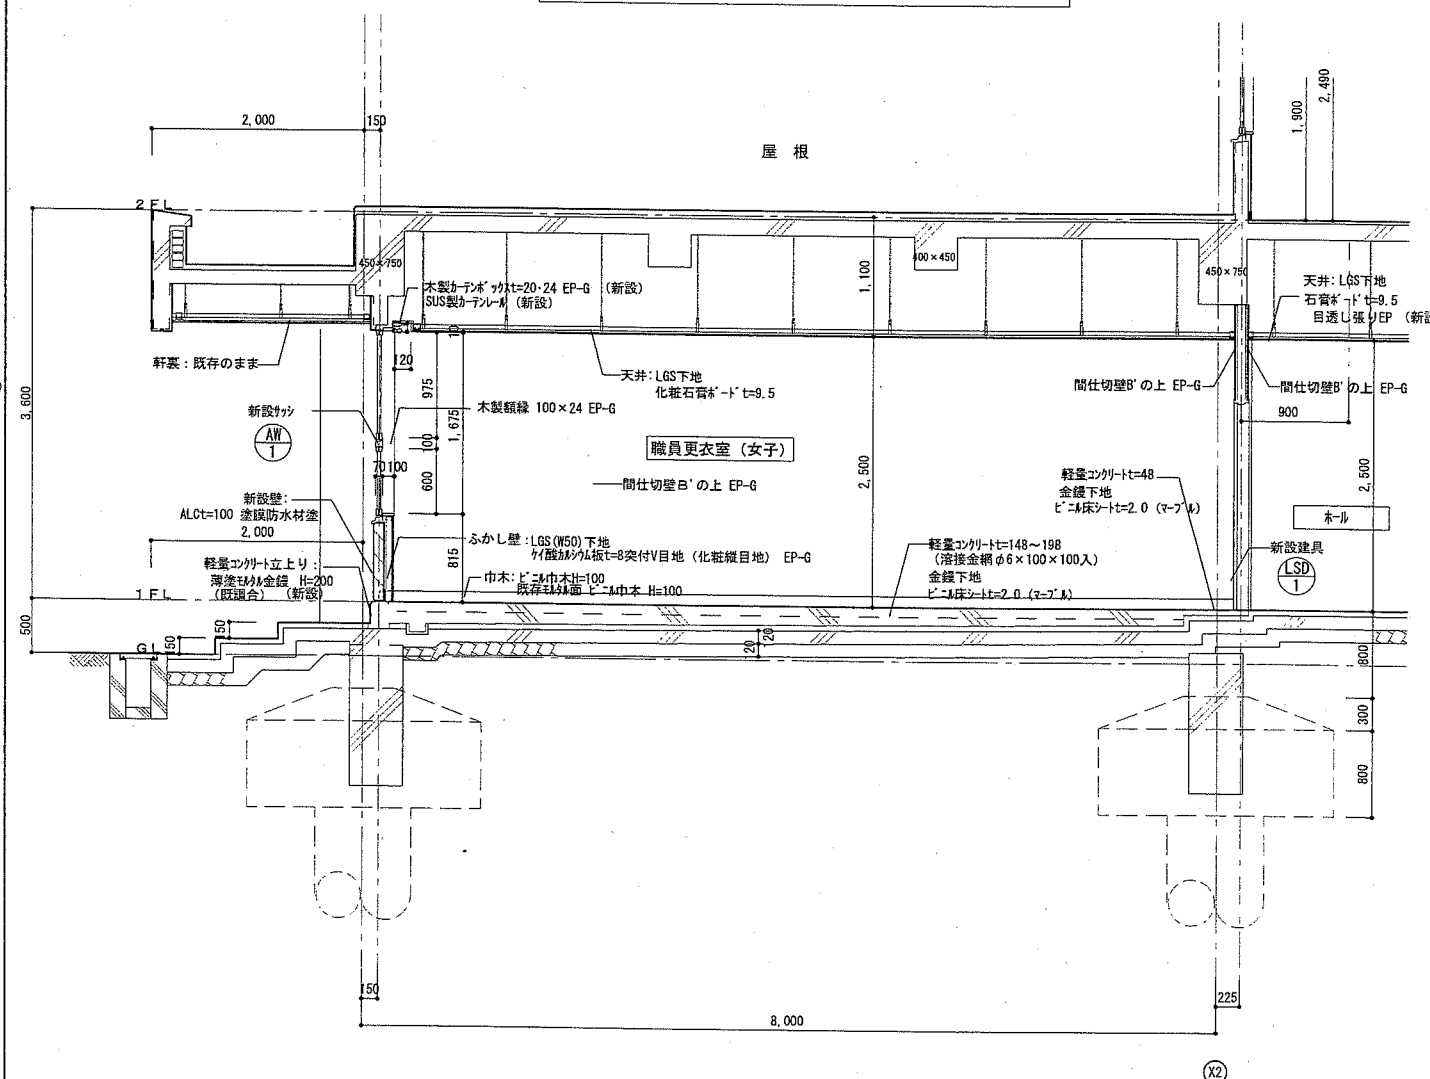 2,000
150
屋 根
1,900
2,490
2 F L
450×750
木製カーテンボックスt=20·24 EP-G (新設)
SUS製カーテンレール (新設)
400×450
1,100
450×750
天井: LGS下地
石膏ボードt=9.5
目透し張りEP (新設
軒裏：既存のまま
120
10
975
天井: LGS下地
化粧石膏ボードt=9.5
間仕切壁B'の上 EP-G
間仕切壁B'の上 EP-G
900
3,600
新設サッシ
AW
1
木製額縁 100×24 EP-G
1,675
100
職員更衣室 (女子)
70
100
600
間仕切壁B'の上 EP-G
2,500
軽量コンクリートt=48
金鏝下地
ビニル床シートt=2.0 (マーブル)
2,500
ホール
新設壁：
ALCt=100 塗膜防水材塗
2,000
ふかし壁：LGS(W50)下地
ケイ酸カルシウム板t=8突付V目地 (化粧縦目地) EP-G
815
軽量コンクリートt=148～198
(溶接金網φ6×100×100入)
金鏝下地
ビニル床シートt=2.0 (マーブル)
新設建具
LSD
1
軽量コンクリート立上り：
薄塗モルタル金鏝 H=200
(既調合) (新設)
巾木：ビニル巾木H=100
既存モルタル面 ビニル巾木 H=100
1 F L
500
150
150
G L
120
120
800
300
800
150
225
8,000
X2